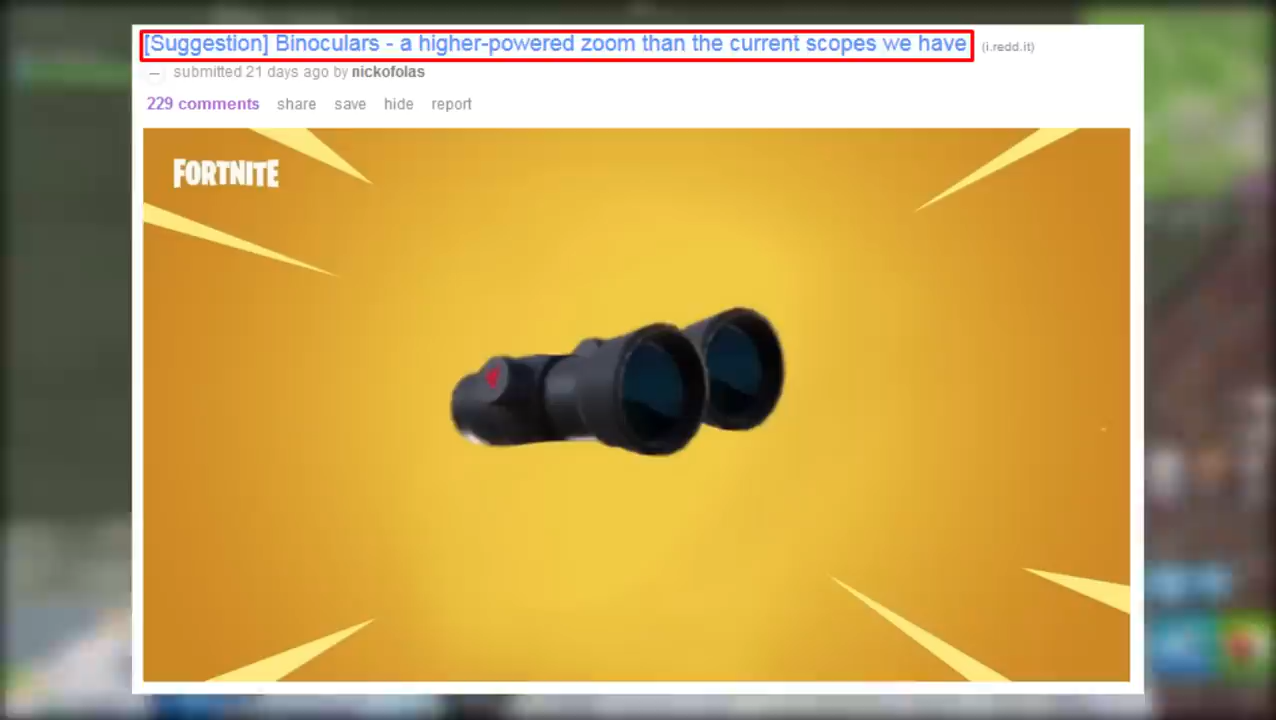 [Suggestion] Binoculars - a higher-powered zoom than the current scopes we have (i.redd.it)
submitted 21 days ago by nickofolas
229 comments share save hide report
FORTNITE